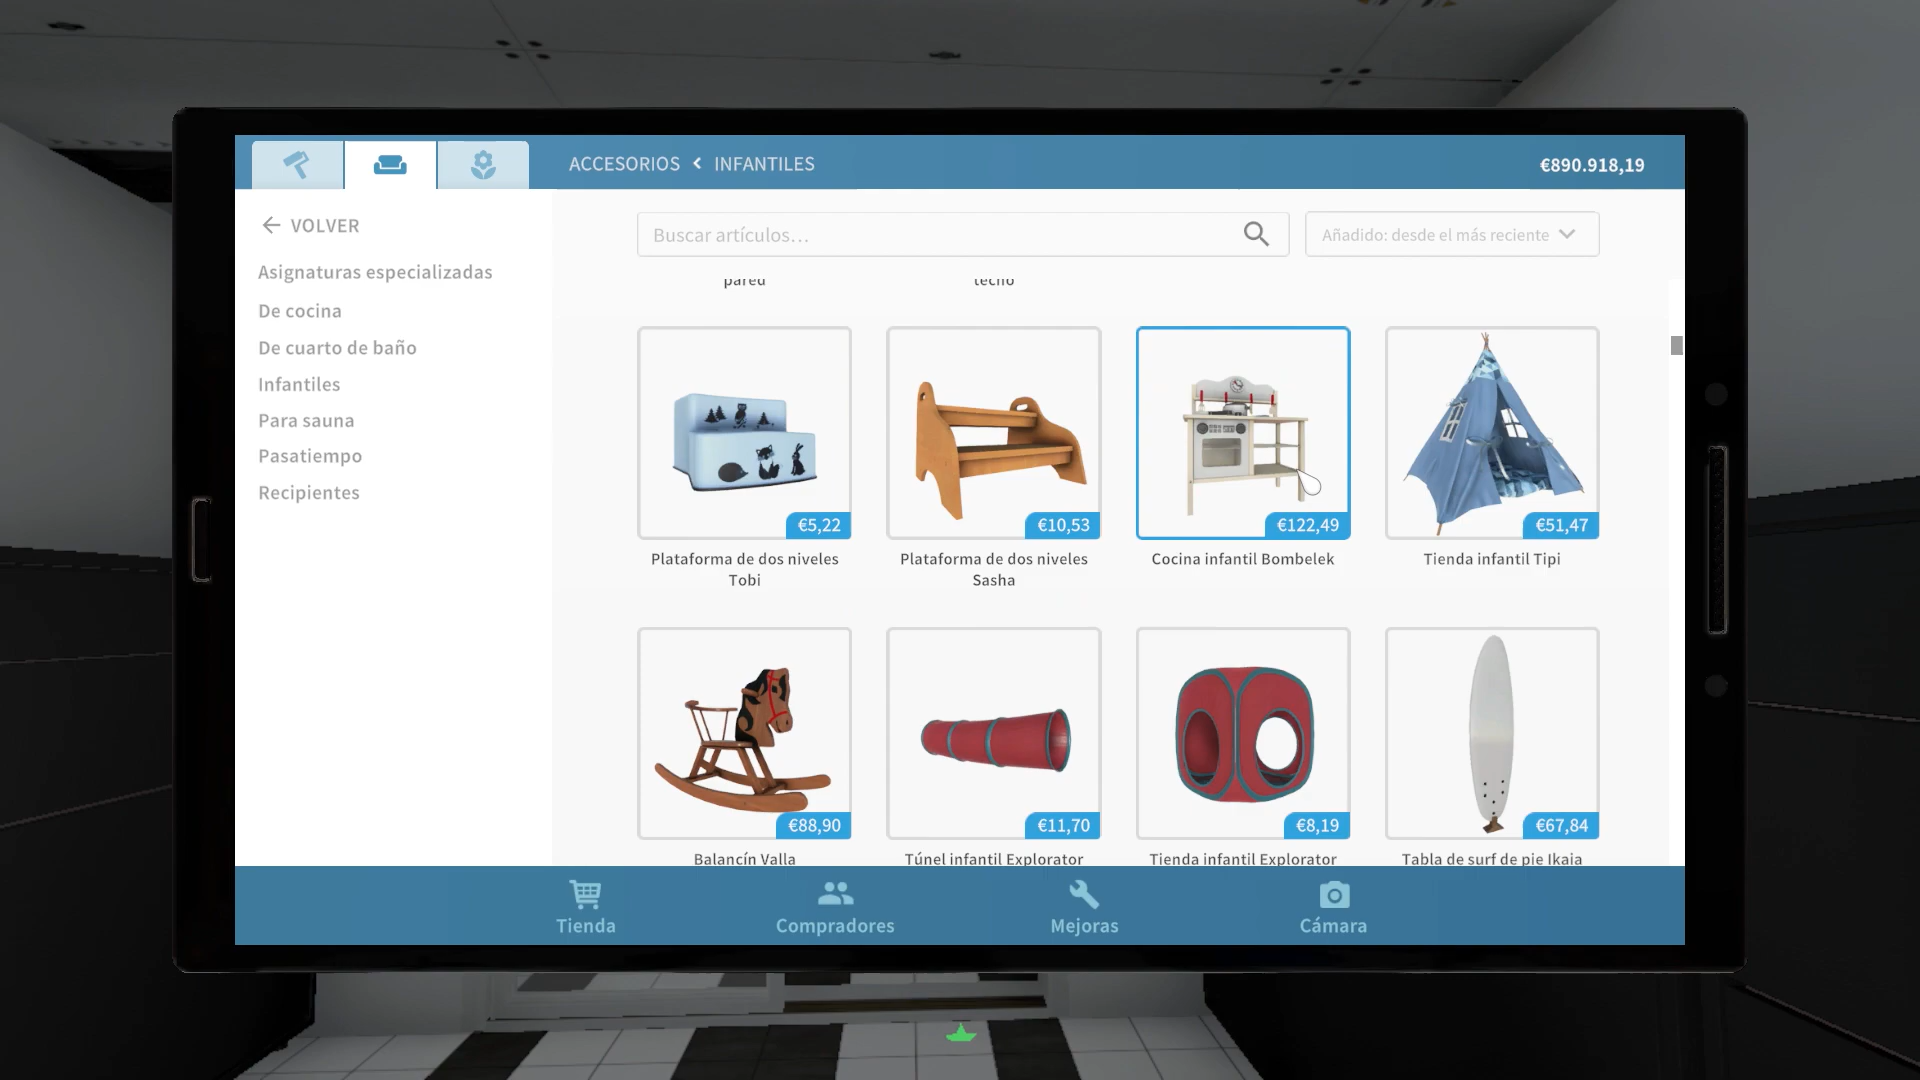 ACCESORIOS < INFANTILES
€890.918,19
VOLVER
Asignaturas especializadas
De cocina
De cuarto de baño
Infantiles
Para sauna
Pasatiempo
Recipientes
Buscar artículos...
Añadido: desde el más reciente
pared
techo
€5,22
€10,53
€122,49
€51,47
Plataforma de dos niveles
Tobi
Plataforma de dos niveles
Sasha
Cocina infantil Bombelek
Tienda infantil Tipi
€88,90
€11,70
€8,19
€67,84
Balancín Valla
Túnel infantil Explorator
Tienda infantil Explorator
Tabla de surf de pie Ikaia
Tienda
Compradores
Mejoras
Cámara